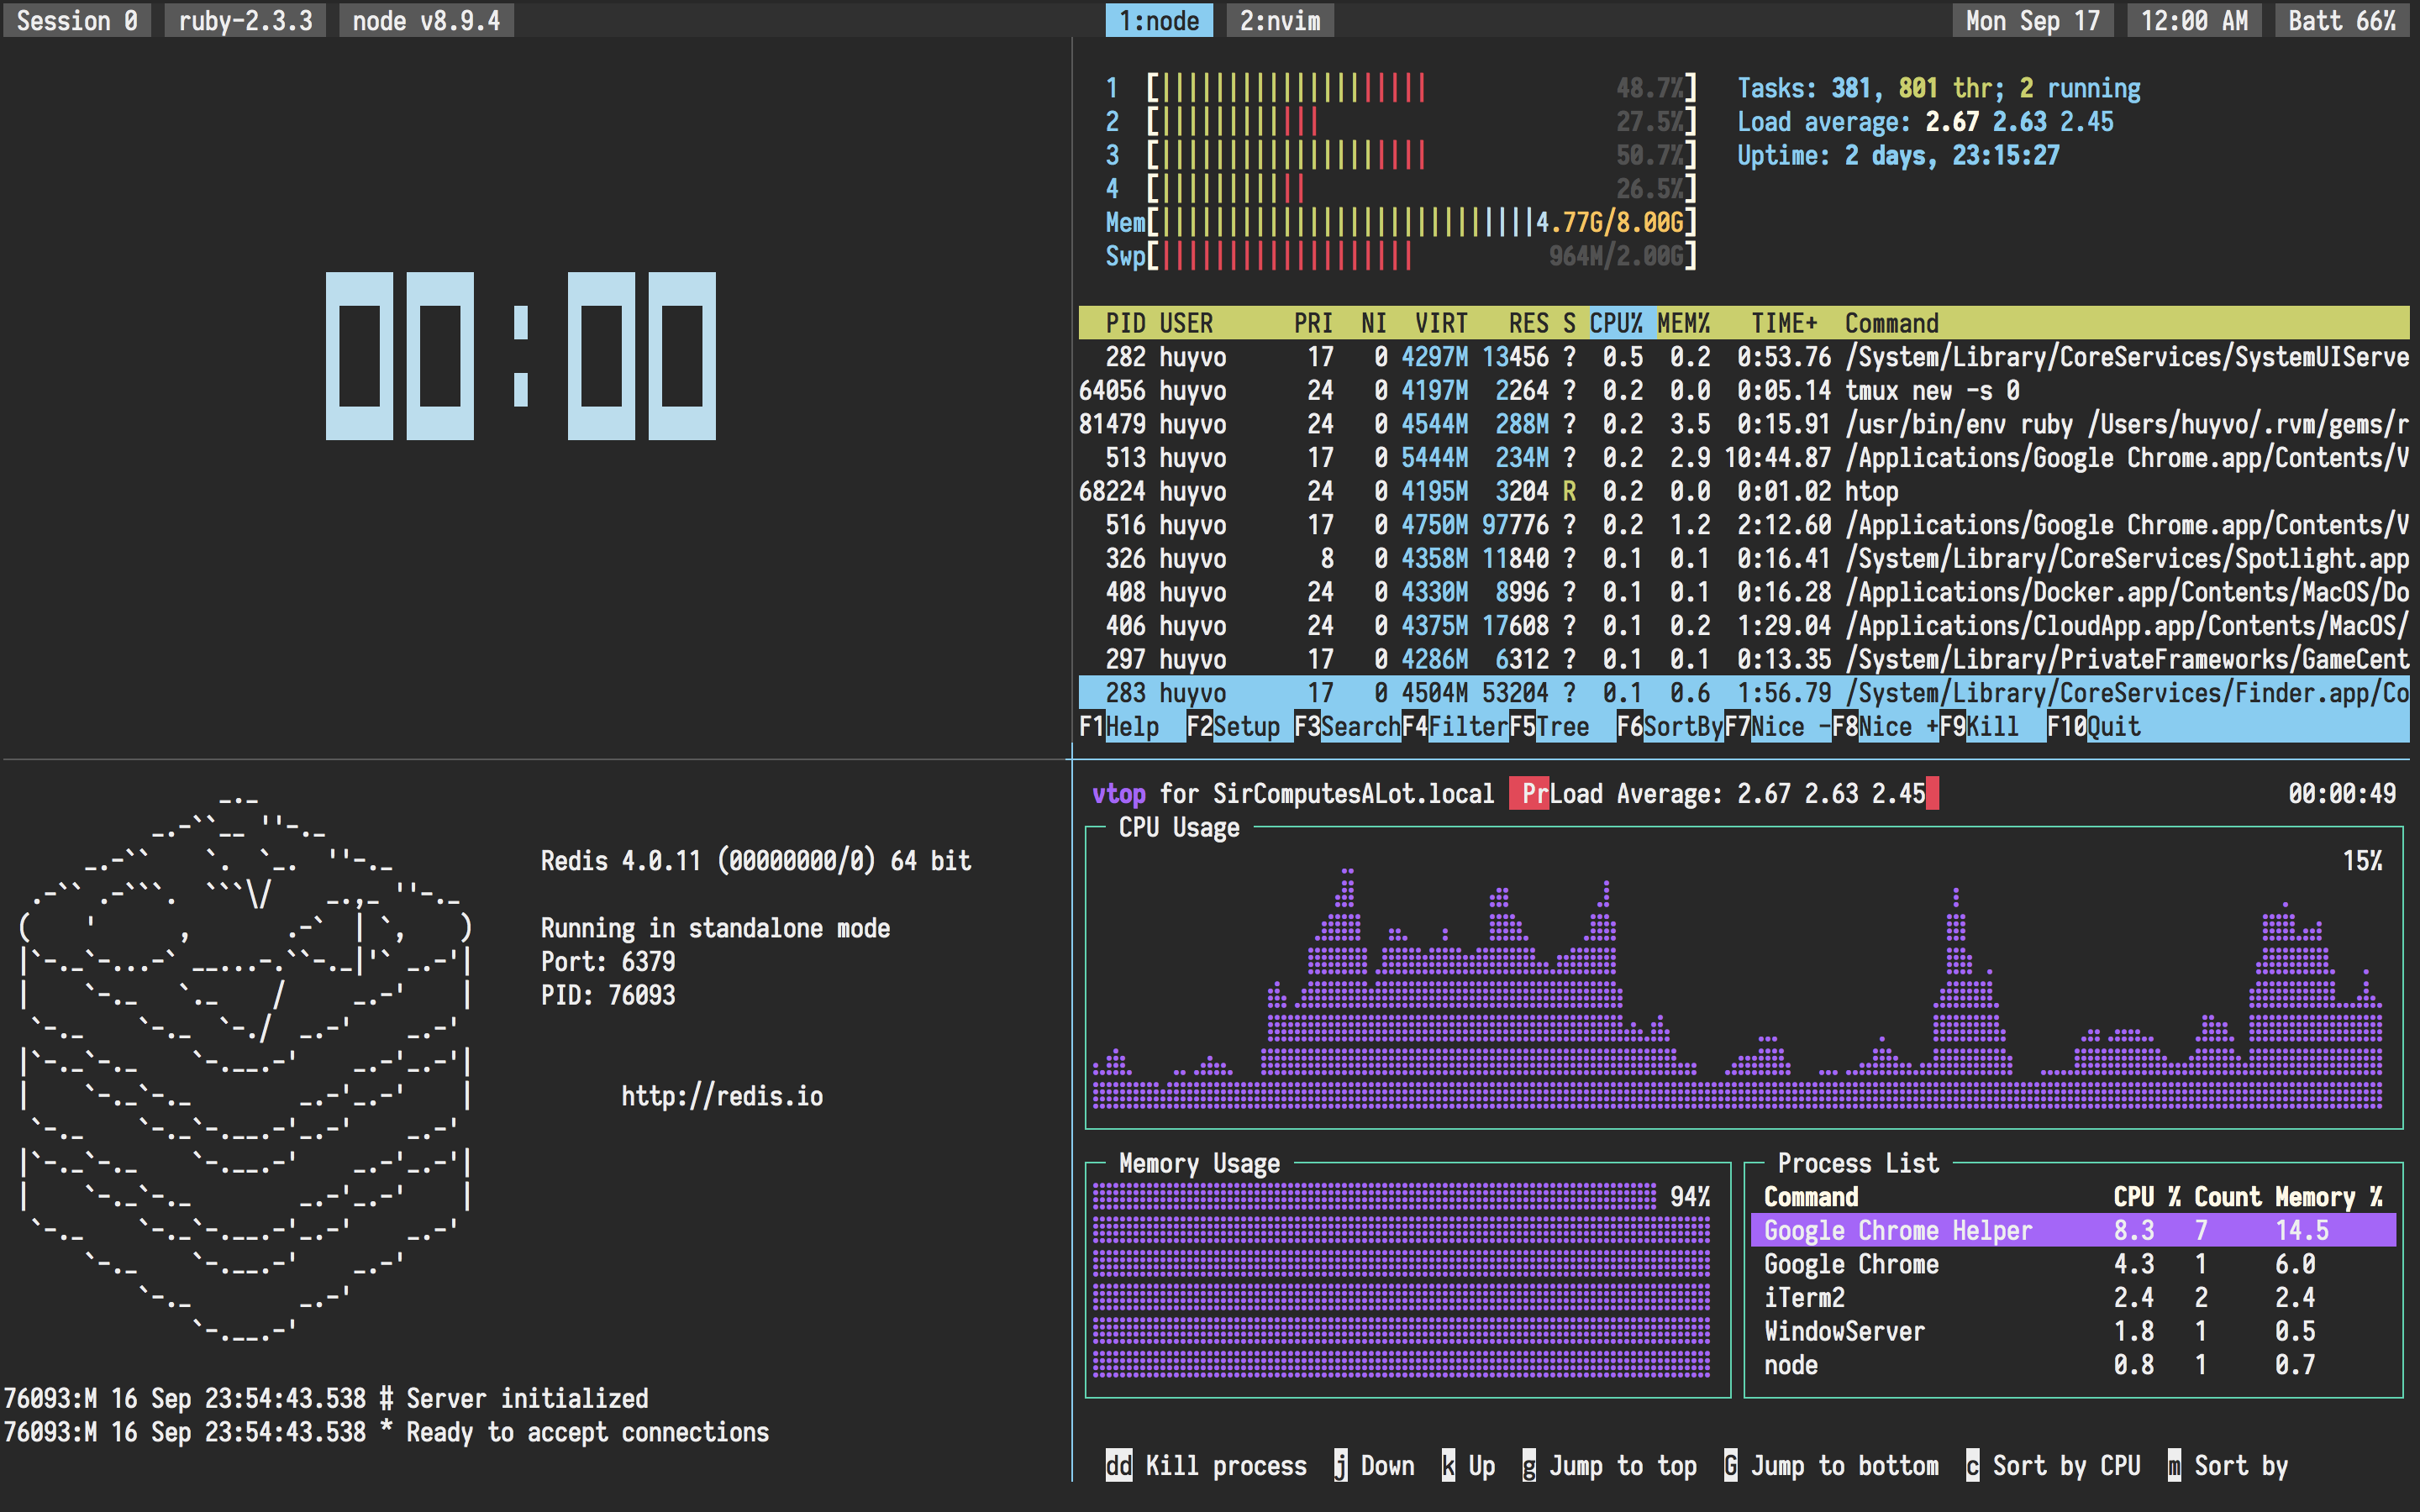 Session 0 ruby-2.3.3 node v8.9.4 1:node 2:nvim Mon Sep 17 12:00 AM Batt 66%
00:00
1 [|||||||||||||||||||| 48.7%]
2 [|||||||||||| 27.5%]
3 [|||||||||||||||||||| 50.7%]
4 [||||||||||| 26.5%]
Mem[||||||||||||||||||||||||||||4.77G/8.00G]
Swp[||||||||||||||||||| 964M/2.00G]
Tasks: 381, 801 thr; 2 running
Load average: 2.67 2.63 2.45
Uptime: 2 days, 23:15:27
PID USER PRI NI VIRT RES S CPU% MEM% TIME+ Command
282 huyvo 17 0 4297M 13456 ? 0.5 0.2 0:53.76 /System/Library/CoreServices/SystemUIServe
64056 huyvo 24 0 4197M 2264 ? 0.2 0.0 0:05.14 tmux new -s 0
81479 huyvo 24 0 4544M 288M ? 0.2 3.5 0:15.91 /usr/bin/env ruby /Users/huyvo/.rvm/gems/r
513 huyvo 17 0 5444M 234M ? 0.2 2.9 10:44.87 /Applications/Google Chrome.app/Contents/V
68224 huyvo 24 0 4195M 3204 R 0.2 0.0 0:01.02 htop
516 huyvo 17 0 4750M 97776 ? 0.2 1.2 2:12.60 /Applications/Google Chrome.app/Contents/V
326 huyvo 8 0 4358M 11840 ? 0.1 0.1 0:16.41 /System/Library/CoreServices/Spotlight.app
408 huyvo 24 0 4330M 8996 ? 0.1 0.1 0:16.28 /Applications/Docker.app/Contents/MacOS/Do
406 huyvo 24 0 4375M 17608 ? 0.1 0.2 1:29.04 /Applications/CloudApp.app/Contents/MacOS/
297 huyvo 17 0 4286M 6312 ? 0.1 0.1 0:13.35 /System/Library/PrivateFrameworks/GameCent
283 huyvo 17 0 4504M 53204 ? 0.1 0.6 1:56.79 /System/Library/CoreServices/Finder.app/Co
F1Help F2Setup F3SearchF4FilterF5Tree F6SortByF7Nice -F8Nice +F9Kill F10Quit
Redis 4.0.11 (00000000/0) 64 bit
Running in standalone mode
Port: 6379
PID: 76093
http://redis.io
76093:M 16 Sep 23:54:43.538 # Server initialized
76093:M 16 Sep 23:54:43.538 * Ready to accept connections
vtop for SirComputesALot.local PrLoad Average: 2.67 2.63 2.45 00:00:49
CPU Usage
15%
Memory Usage
94%
Process List
Command CPU % Count Memory %
Google Chrome Helper 8.3 7 14.5
Google Chrome 4.3 1 6.0
iTerm2 2.4 2 2.4
WindowServer 1.8 1 0.5
node 0.8 1 0.7
dd Kill process j Down k Up g Jump to top G Jump to bottom c Sort by CPU m Sort by